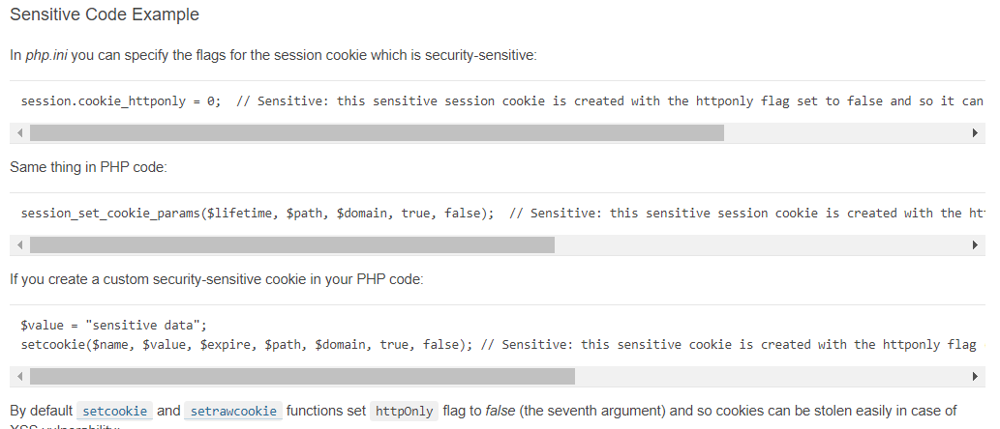 Sensitive Code Example
In php.ini you can specify the flags for the session cookie which is security-sensitive:
session.cookie_httponly = 0;  // Sensitive: this sensitive session cookie is created with the httponly flag set to false and so it can
Same thing in PHP code:
session_set_cookie_params($lifetime, $path, $domain, true, false);  // Sensitive: this sensitive session cookie is created with the htt
If you create a custom security-sensitive cookie in your PHP code:
$value = "sensitive data";
setcookie($name, $value, $expire, $path, $domain, true, false); // Sensitive: this sensitive cookie is created with the httponly flag
By default setcookie and setrawcookie functions set httpOnly flag to false (the seventh argument) and so cookies can be stolen easily in case of
XSS vulnerability: